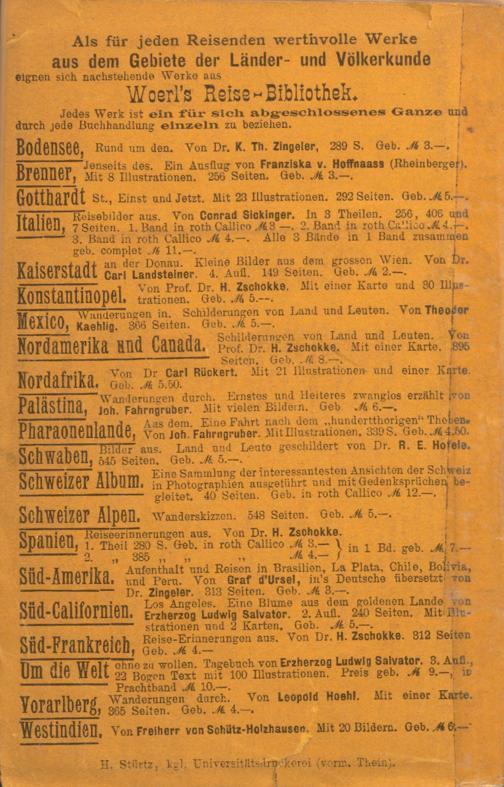 Als für jeden Reisenden werthvolle Werke
aus dem Gebiete der Länder- und Völkerkunde
eignen sich nachstehende Werke aus
Woerl's Reise-Bibliothek.
Jedes Werk ist ein für sich abgeschlossenes Ganze und
durch jede Buchhandlung einzeln zu beziehen.
Bodensee, Rund um den. Von Dr. K. Th. Zingeler, 289 S. Geb. ℳ 3.—.
Brenner, Jenseits des. Ein Ausflug von Franziska v. Hoffnaass (Rheinberger).
Mit 8 Illustrationen. 256 Seiten. Geb. ℳ 3.—.
Gotthardt St., Einst und Jetzt. Mit 23 Illustrationen. 292 Seiten. Geb. ℳ 5.—.
Italien, Reisebilder aus. Von Conrad Sickinger. In 3 Theilen. 256, 406 und
7 Seiten. 1. Band in roth Callico ℳ 3 —. 2. Band in roth Callico ℳ 4.—.
3. Band in roth Callico ℳ 4.—. Alle 3 Bände in 1 Band zusammen
geb. complet ℳ 11.—.
Kaiserstadt an der Donau. Kleine Bilder aus dem grossen Wien. Von Dr.
Carl Landsteiner. 4. Aufl. 149 Seiten. Geb. ℳ 2.—.
Konstantinopel. Von Prof. Dr. H. Zschokke. Mit einer Karte und 30 Illus-
trationen. Geb. ℳ 5.--.
Mexico, Wanderungen in. Schilderungen von Land und Leuten. Von Theodor
Kaehlig. 366 Seiten. Geb. ℳ 5.—.
Nordamerika und Canada. Schilderungen von Land und Leuten. Von
Prof. Dr. H. Zschokke. Mit einer Karte. 895
Seiten. Geb. ℳ 8.—.
Nordafrika. Von Dr Carl Rückert. Mit 21 Illustrationen und einer Karte.
Geb. ℳ 5.50.
Palästina, Wanderungen durch. Ernstes und Heiteres zwanglos erzählt von
Joh. Fahrngruber. Mit vielen Bildern. Geb ℳ 6.—.
Pharaonenlande, Aus dem. Eine Fahrt nach dem „hundertthorigen" Theben.
Von Joh. Fahrngruber. Mit Illustrationen. 339 S. Geb. ℳ 4.50.
Schwaben, Bilder aus. Land und Leute geschildert von Dr. R. E. Hofele.
545 Seiten. Geb. ℳ 5.—.
Schweizer Album. Eine Sammlung der interessantesten Ansichten der Schweiz
in Photographien ausgeführt und mit Gedenksprüchen be-
gleitet. 40 Seiten. Geb. in roth Callico ℳ 12.—.
Schweizer Alpen. Wanderskizzen. 548 Seiten. Geb. ℳ 5.—.
Spanien, Reiseerinnerungen aus. Von Dr. H. Zschokke.
1. Theil 280 S. Geb. in roth Callico ℳ 3.— } in 1 Bd. geb. ℳ 7.—
2. „ 385 „ „ „ „ ℳ 4.—
Süd-Amerika. Aufenthalt und Reisen in Brasilien, La Plata, Chile, Bolivia,
und Peru. Von Graf d'Ursel, in's Deutsche übersetzt von
Dr. Zingeler. 313 Seiten. Geb. ℳ 3.—.
Süd-Californien. Los Angeles. Eine Blume aus dem goldenen Lande von
Erzherzog Ludwig Salvator. 2. Aufl. 240 Seiten. Mit Illu-
strationen und 2 Karten. Geb. ℳ 5.—.
Süd-Frankreich, Reise-Erinnerungen aus. Von Dr. H. Zschokke. 312 Seiten
Geb. ℳ 4.—
Um die Welt ohne zu wollen. Tagebuch von Erzherzog Ludwig Salvator. 3. Aufl.,
22 Bogen Text mit 100 Illustrationen. Preis geb. ℳ 9.—, in
Prachtband ℳ 10.—.
Vorarlberg, Wanderungen durch. Von Leopold Hoehl. Mit einer Karte.
365 Seiten. Geb. ℳ 4.—.
Westindien, Von Freiherr von Schütz-Holzhausen. Mit 20 Bildern. Geb. ℳ 6.—
H. Stürtz, kgl. Universitätsdruckerei (vorm. Thein).